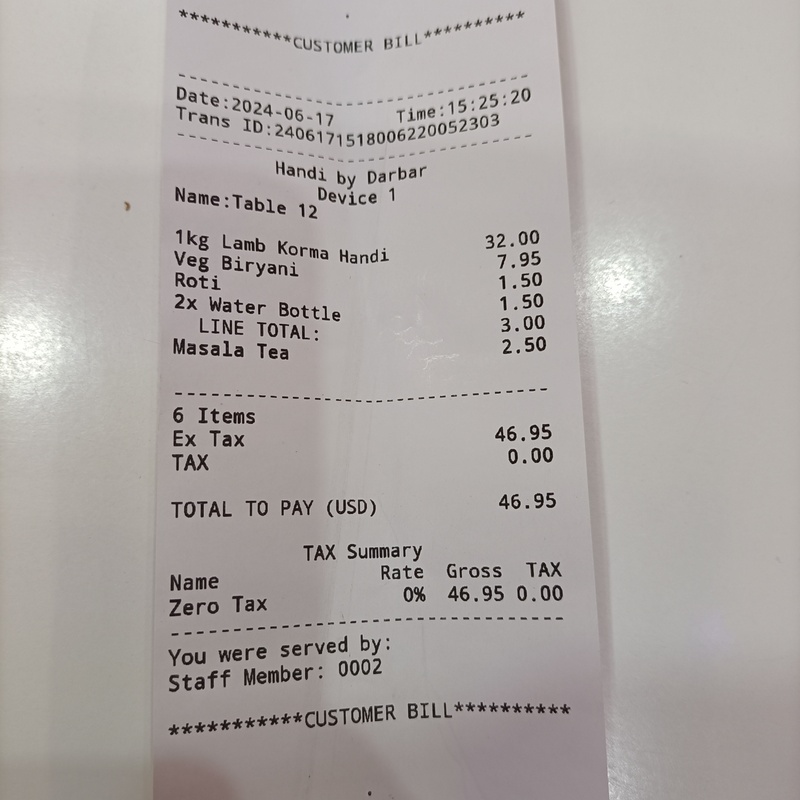 ***********CUSTOMER BILL**********
Date:2024-06-17 Time:15:25:20
Trans ID:2406171518006220052303
Handi by Darbar
Device 1
Name:Table 12
1kg Lamb Korma Handi 32.00
Veg Biryani 7.95
Roti 1.50
2x Water Bottle 1.50
LINE TOTAL: 3.00
Masala Tea 2.50
6 Items
Ex Tax 46.95
TAX 0.00
TOTAL TO PAY (USD) 46.95
TAX Summary
Name Rate Gross TAX
Zero Tax 0% 46.95 0.00
You were served by:
Staff Member: 0002
***********CUSTOMER BILL**********